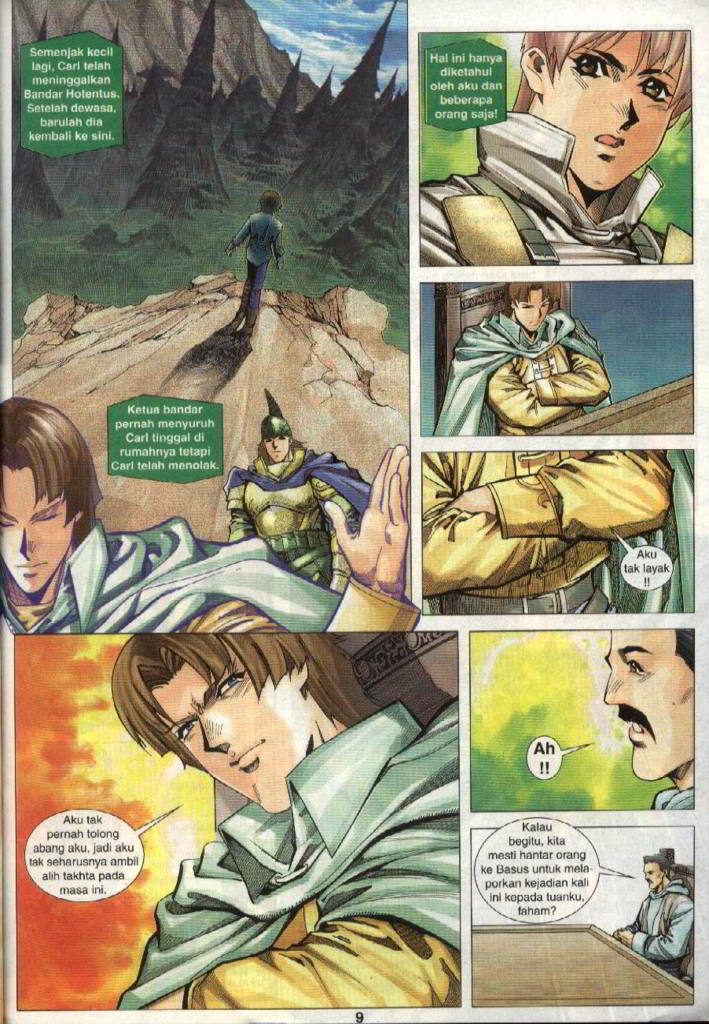 Semenjak kecil
lagi, Carl telah
meninggalkan
Bandar Hotentus.
Setelah dewasa,
barulah dia
kembali ke sini.
Ketua bandar
pernah menyuruh
Carl tinggal di
rumahnya tetapi
Carl telah menolak.
Hal ini hanya
diketahui
oleh aku dan
beberapa
orang saja!
Aku
tak layak
!!
Aku tak
pernah tolong
abang aku, jadi aku
tak seharusnya ambil
alih takhta pada
masa ini.
Ah
!!
Kalau
begitu, kita
mesti hantar orang
ke Basus untuk mela-
porkan kejadian kali
ini kepada tuanku,
faham?
9